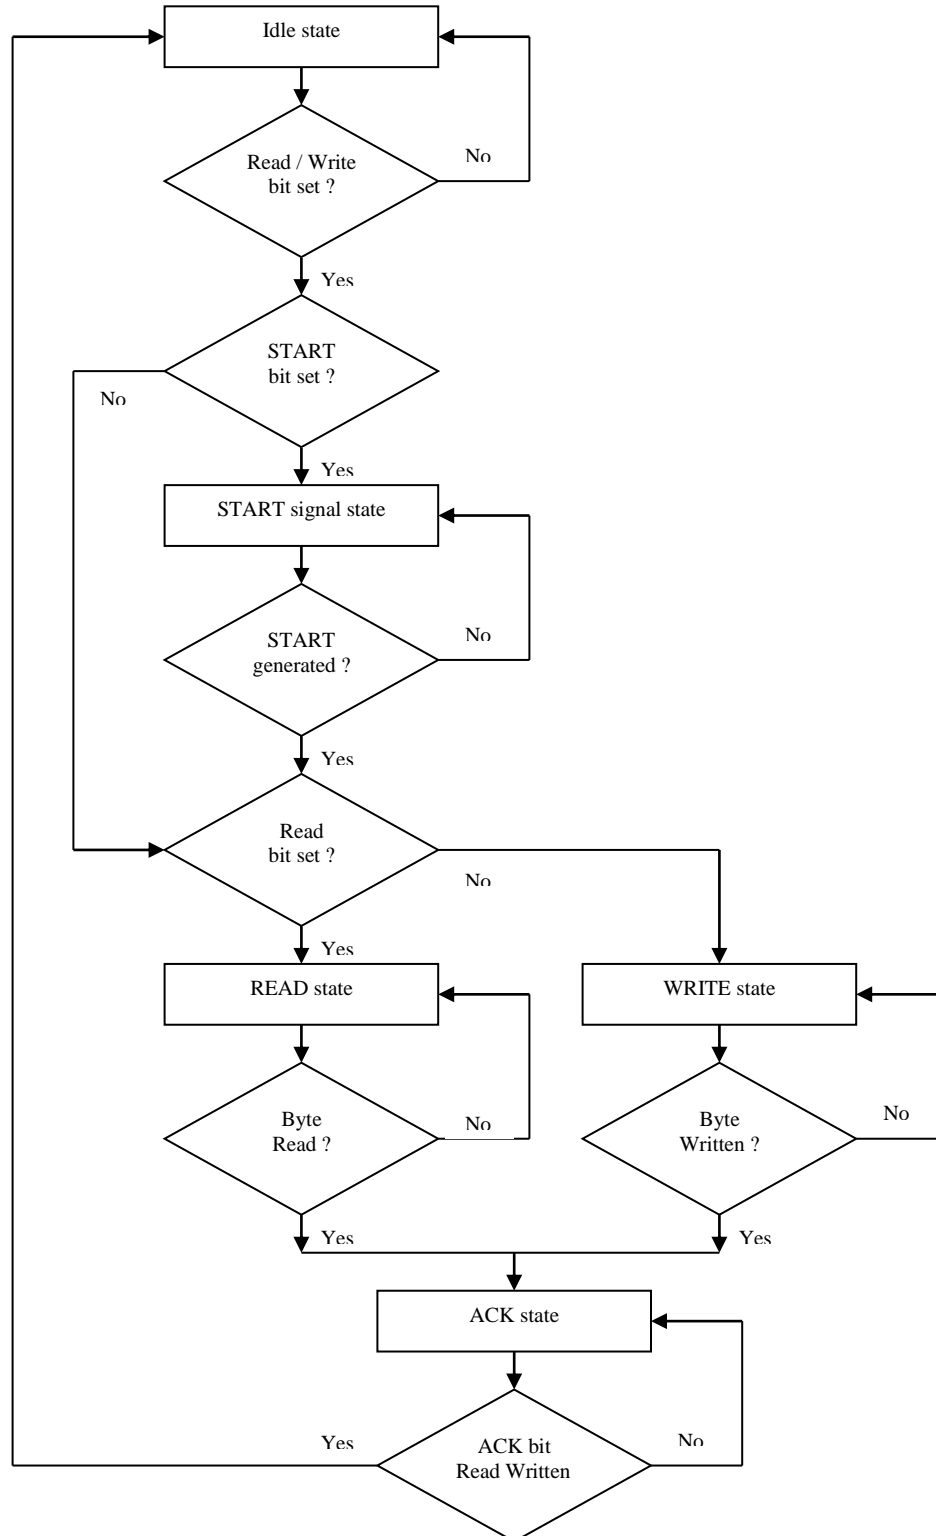 Idle state
Read / Write
bit set ?
No
Yes
START
bit set ?
No
Yes
START signal state
START
generated ?
No
Yes
Read
bit set ?
No
Yes
READ state
WRITE state
Byte
Read ?
No
Byte
Written ?
No
Yes
Yes
ACK state
ACK bit
Read Written
Yes
No